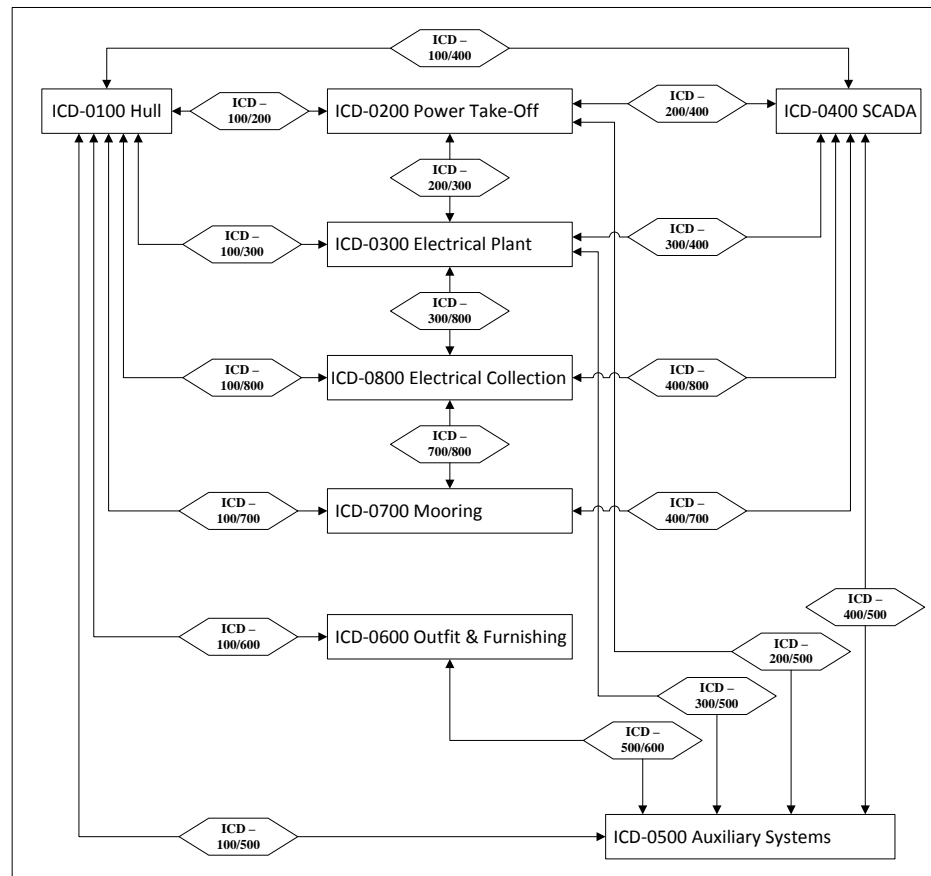 ICD –
100/400
ICD-0100 Hull
ICD –
100/200
ICD-0200 Power Take-Off
ICD –
200/400
ICD-0400 SCADA
ICD –
200/300
ICD –
100/300
ICD-0300 Electrical Plant
ICD –
300/400
ICD –
300/800
ICD –
100/800
ICD-0800 Electrical Collection
ICD –
400/800
ICD –
700/800
ICD –
100/700
ICD-0700 Mooring
ICD –
400/700
ICD –
400/500
ICD –
100/600
ICD-0600 Outfit & Furnishing
ICD –
200/500
ICD –
300/500
ICD –
500/600
ICD –
100/500
ICD-0500 Auxiliary Systems